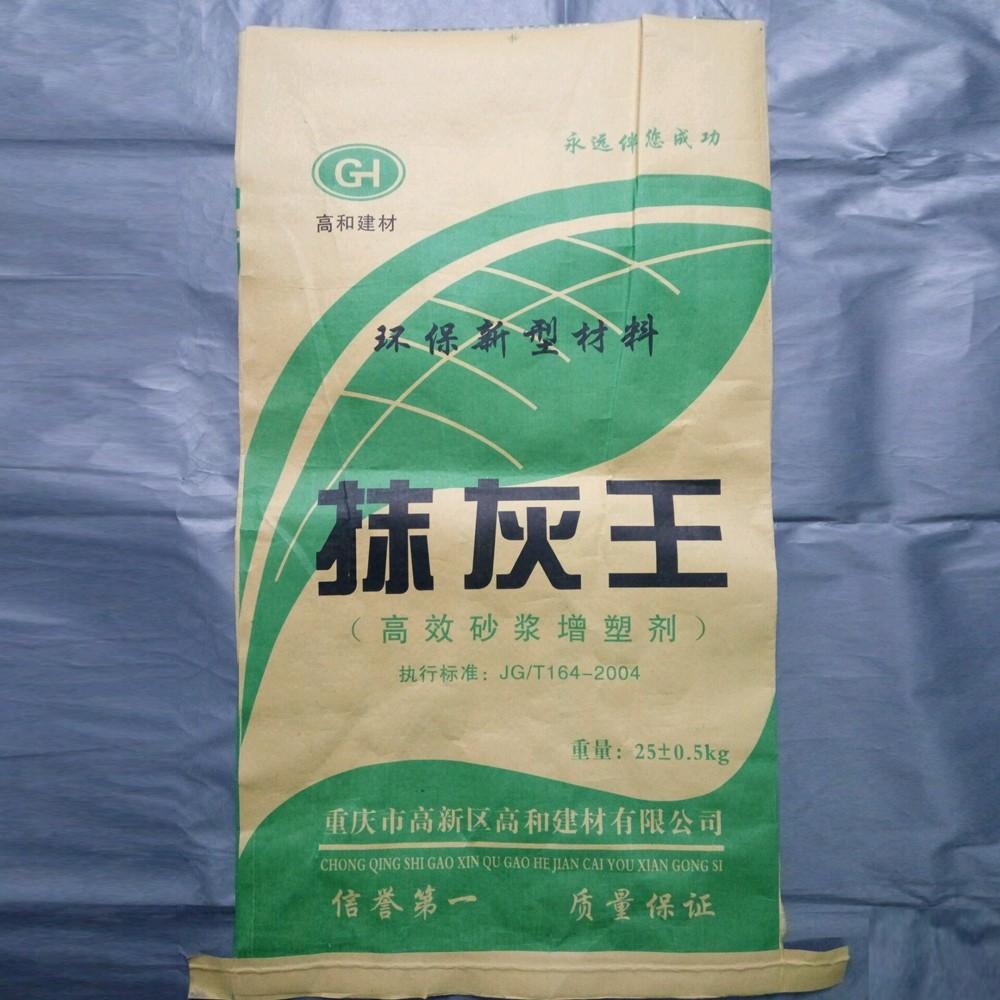 永远伴您成功
GH
高和建材
环保新型材料
抹灰王
（高效砂浆增塑剂）
执行标准：JG/T164-2004
重量：25±0.5kg
重庆市高新区高和建材有限公司
CHONG QING SHI GAO XIN QU GAO HE JIAN CAI YOU XIAN GONG SI
信誉第一 质量保证